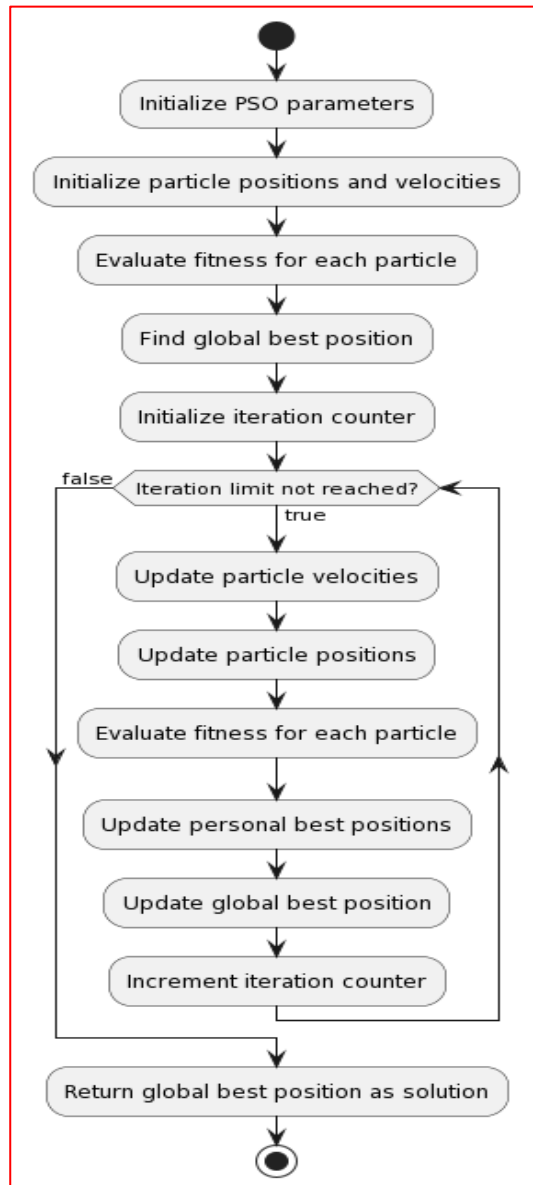 Initialize PSO parameters
Initialize particle positions and velocities
Evaluate fitness for each particle
Find global best position
Initialize iteration counter
false
Iteration limit not reached?
true
Update particle velocities
Update particle positions
Evaluate fitness for each particle
Update personal best positions
Update global best position
Increment iteration counter
Return global best position as solution